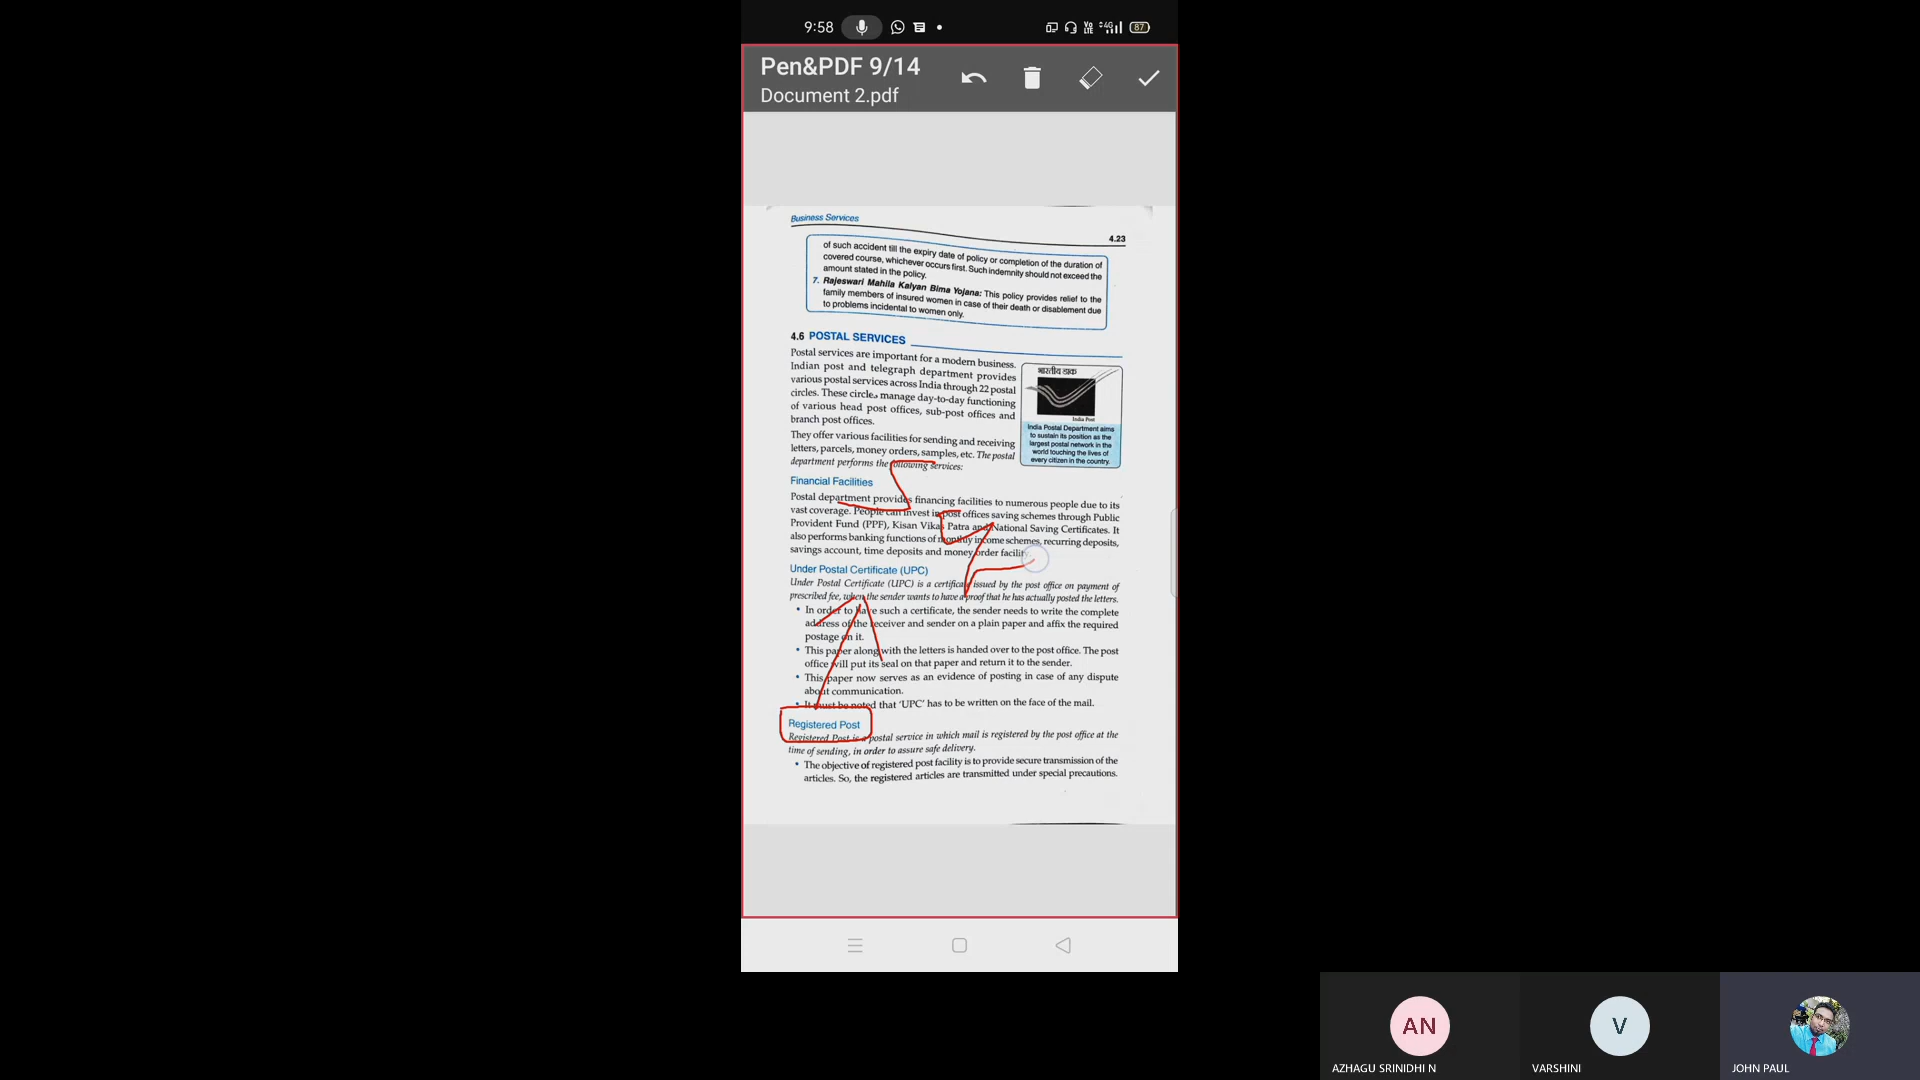 9:58
87
Pen&PDF 9/14
Document 2.pdf
Business Services
4.23
of such accident till the expiry date of policy or completion of the duration of
covered course, whichever occurs first. Such indemnity should not exceed the
amount stated in the policy.
7. Rajeswari Mahila Kalyan Bima Yojana: This policy provides relief to the
family members of insured women in case of their death or disablement due
to problems incidental to women only.
4.6 POSTAL SERVICES
Postal services are important for a modern business.
Indian post and telegraph department provides
various postal services across India through 22 postal
circles. These circles manage day-to-day functioning
of various head post offices, sub-post offices and
branch post offices.
They offer various facilities for sending and receiving
letters, parcels, money orders, samples, etc. The postal
department performs the following services:
भारतीय डाक
India Post
India Postal Department aims
to sustain its position as the
largest postal network in the
world touching the lives of
every citizen in the country.
Financial Facilities
Postal department provides financing facilities to numerous people due to its
vast coverage. People can invest in post offices saving schemes through Public
Provident Fund (PPF), Kisan Vikas Patra and National Saving Certificates. It
also performs banking functions of monthly income schemes, recurring deposits,
savings account, time deposits and money order facility.
Under Postal Certificate (UPC)
Under Postal Certificate (UPC) is a certificate issued by the post office on payment of
prescribed fee, when the sender wants to have a proof that he has actually posted the letters.
• In order to have such a certificate, the sender needs to write the complete
address of the receiver and sender on a plain paper and affix the required
postage on it.
• This paper along with the letters is handed over to the post office. The post
office will put its seal on that paper and return it to the sender.
• This paper now serves as an evidence of posting in case of any dispute
about communication.
• It must be noted that ‘UPC’ has to be written on the face of the mail.
Registered Post
Registered Post is a postal service in which mail is registered by the post office at the
time of sending, in order to assure safe delivery.
• The objective of registered post facility is to provide secure transmission of the
articles. So, the registered articles are transmitted under special precautions.
AN
V
AZHAGU SRINIDHI N
VARSHINI
JOHN PAUL